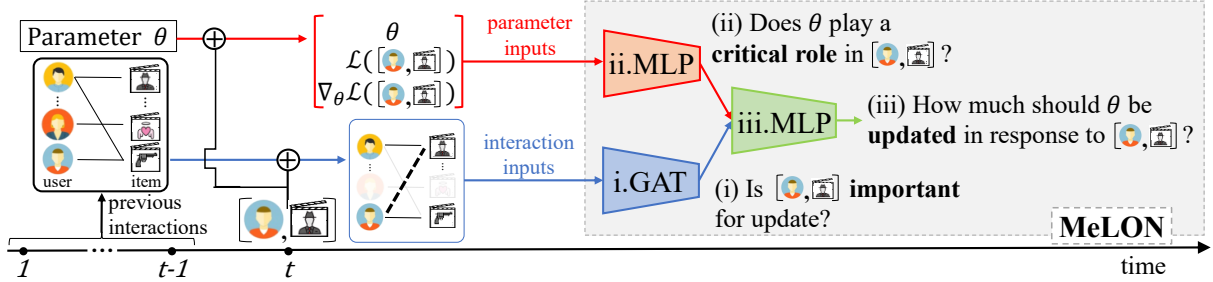 Parameter θ
θ
ℒ([ , ])
∇θℒ([ , ])
parameter
inputs
ii.MLP
(ii) Does θ play a
critical role in [ , ] ?
iii.MLP
(iii) How much should θ be
updated in response to [ , ] ?
user
item
interaction
inputs
i.GAT
(i) Is [ , ] important
for update?
previous
interactions
[ , ]
MeLON
1
...
t-1
t
time